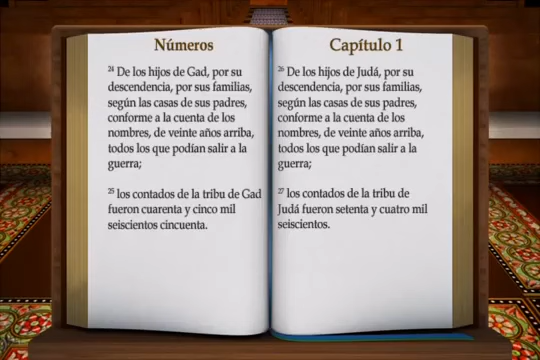 Números
²⁴ De los hijos de Gad, por su
descendencia, por sus familias,
según las casas de sus padres,
conforme a la cuenta de los
nombres, de veinte años arriba,
todos los que podían salir a la
guerra;
²⁵ los contados de la tribu de Gad
fueron cuarenta y cinco mil
seiscientos cincuenta.
Capítulo 1
²⁶ De los hijos de Judá, por su
descendencia, por sus familias,
según las casas de sus padres,
conforme a la cuenta de los
nombres, de veinte años arriba,
todos los que podían salir a la
guerra;
²⁷ los contados de la tribu de
Judá fueron setenta y cuatro mil
seiscientos.